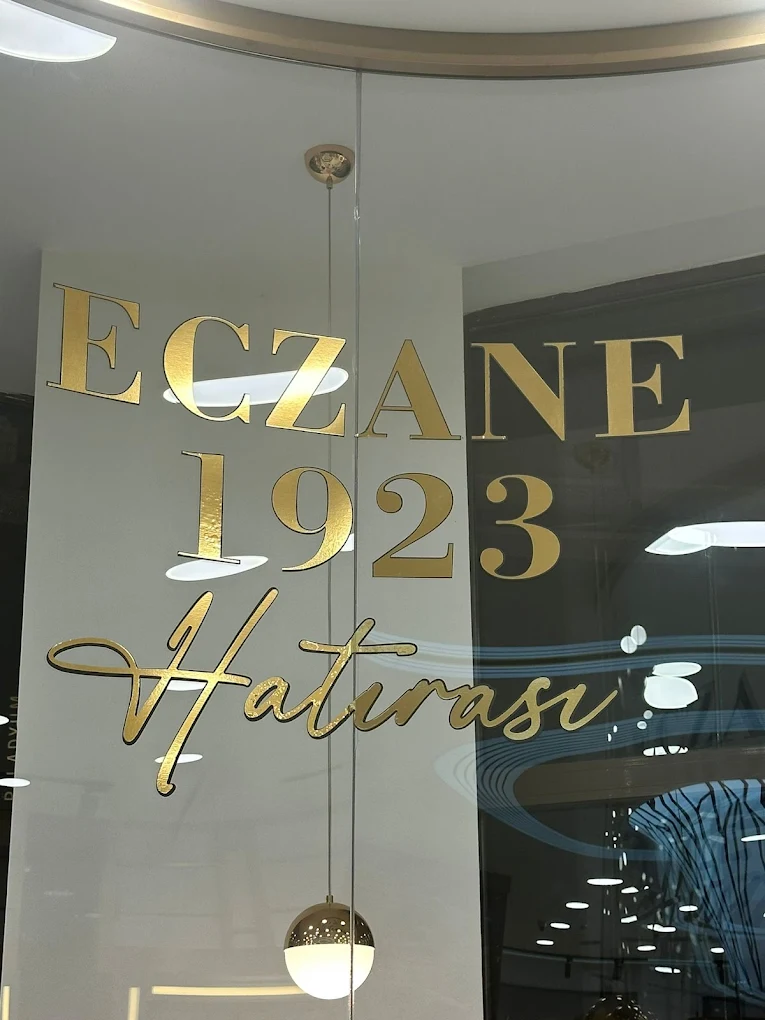 ECZANE
1923
Hatırası